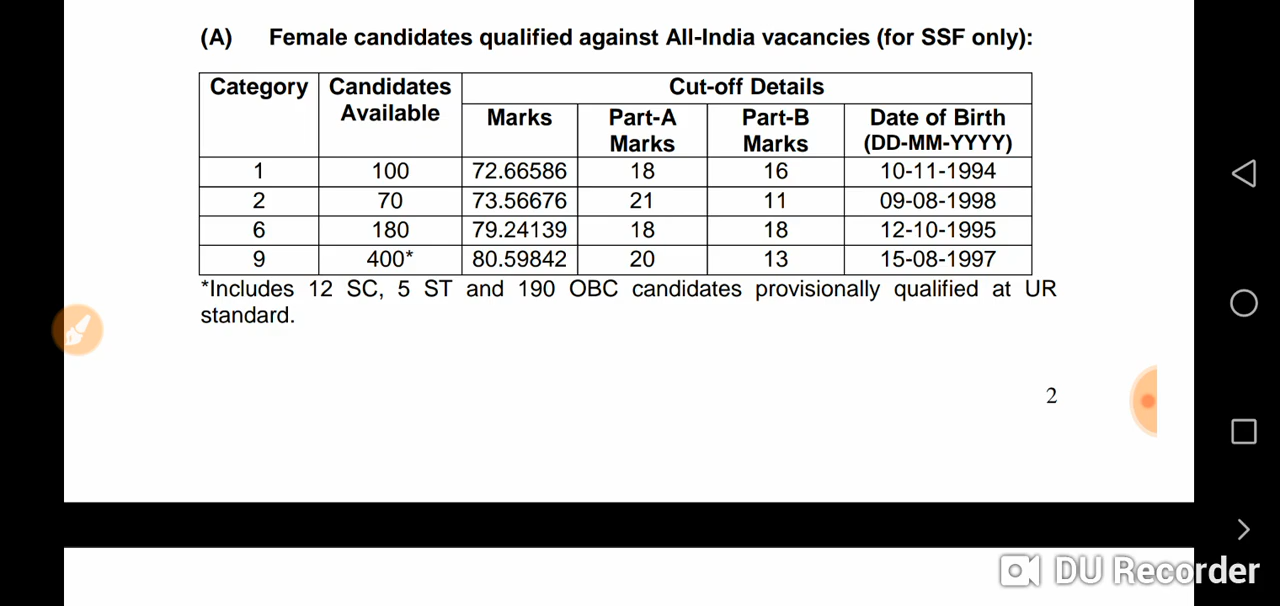 (A) Female candidates qualified against All-India vacancies (for SSF only):
Category Candidates Available Cut-off Details
Marks Part-A Marks Part-B Marks Date of Birth (DD-MM-YYYY)
1 100 72.66586 18 16 10-11-1994
2 70 73.56676 21 11 09-08-1998
6 180 79.24139 18 18 12-10-1995
9 400* 80.59842 20 13 15-08-1997
*Includes 12 SC, 5 ST and 190 OBC candidates provisionally qualified at UR
standard.
2
DU Recorder